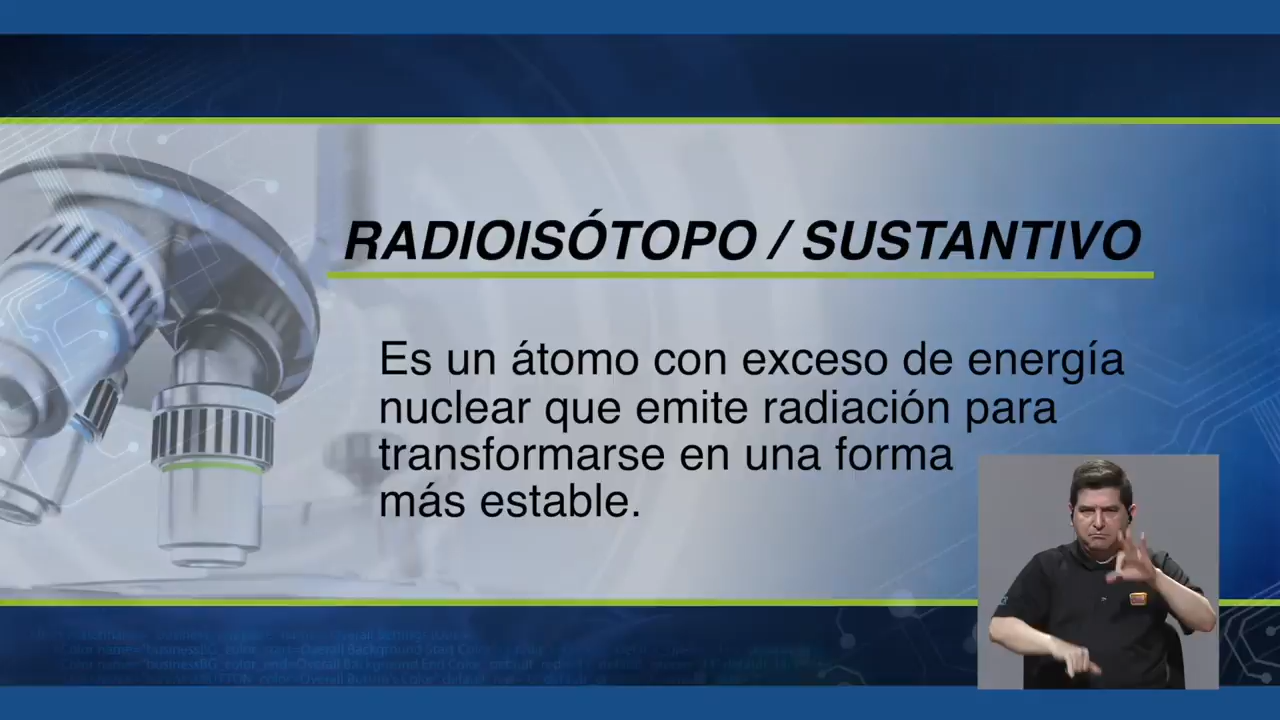 RADIOISÓTOPO / SUSTANTIVO
Es un átomo con exceso de energía
nuclear que emite radiación para
transformarse en una forma
más estable.